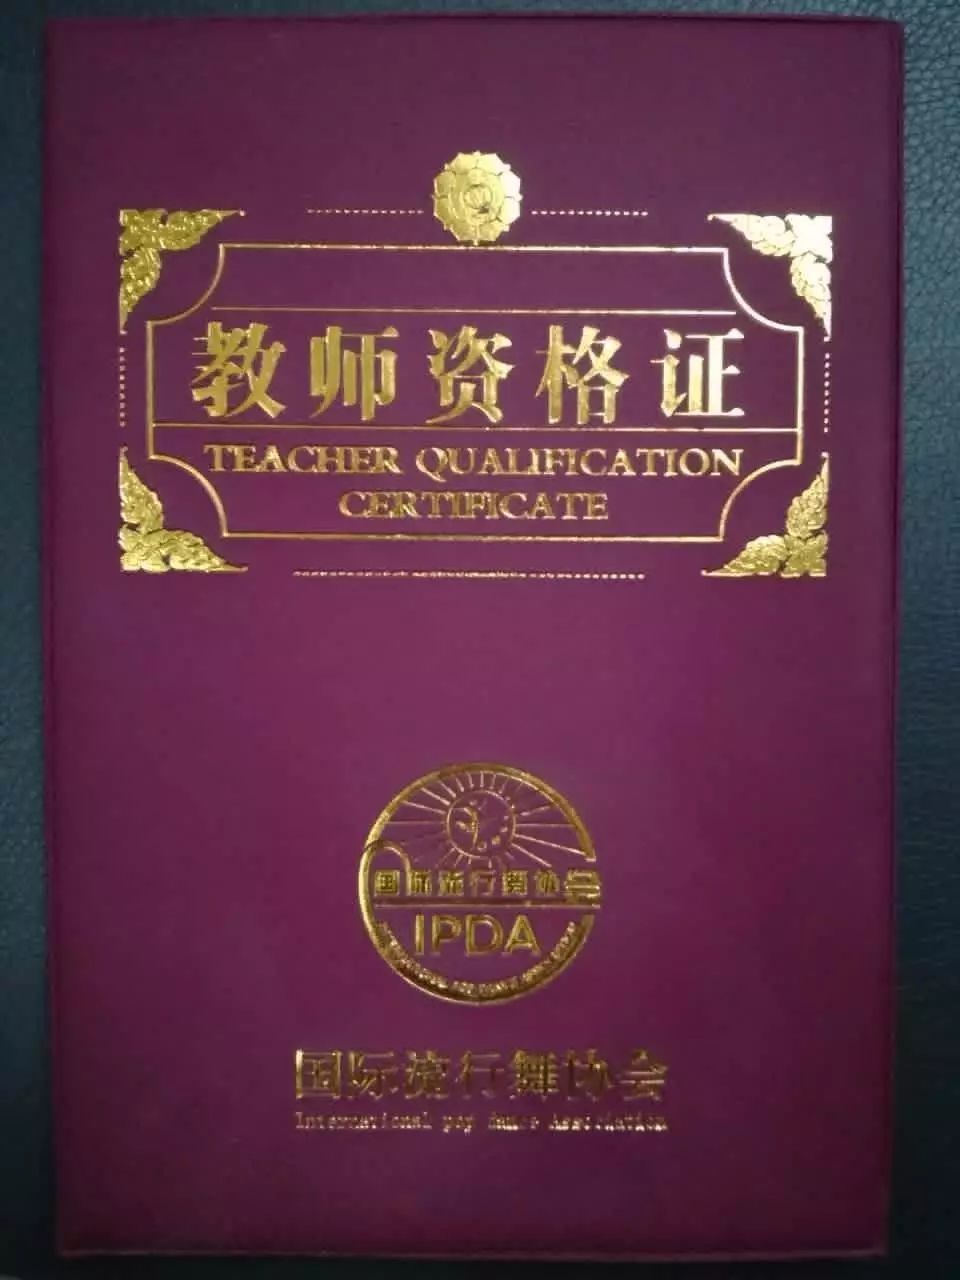 教师资格证
TEACHER QUALIFICATION
CERTIFICATE
国际流行舞协会
IPDA
国际流行舞协会
International pop dance Association